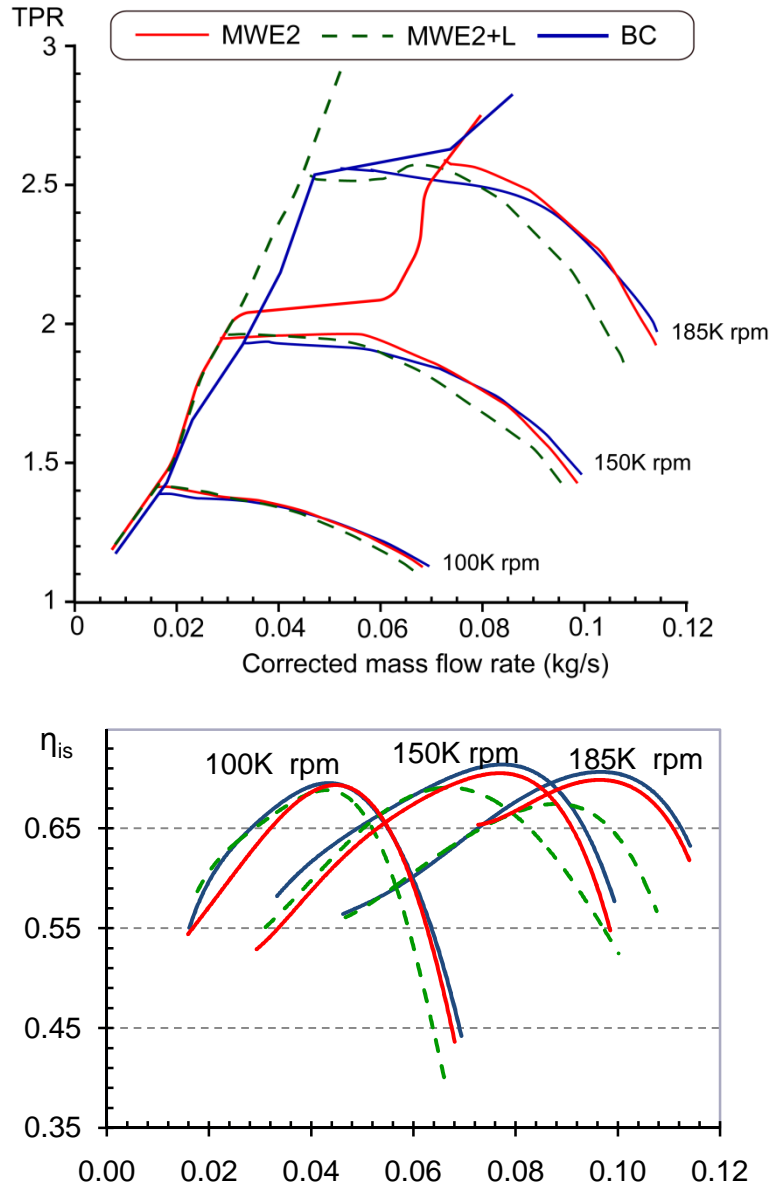 TPR
MWE2 MWE2+L BC
3
2.5
2
1.5
1
185K rpm
150K rpm
100K rpm
0 0.02 0.04 0.06 0.08 0.1 0.12
Corrected mass flow rate (kg/s)
ηis
100K rpm 150K rpm 185K rpm
0.65
0.55
0.45
0.35
0.00 0.02 0.04 0.06 0.08 0.10 0.12